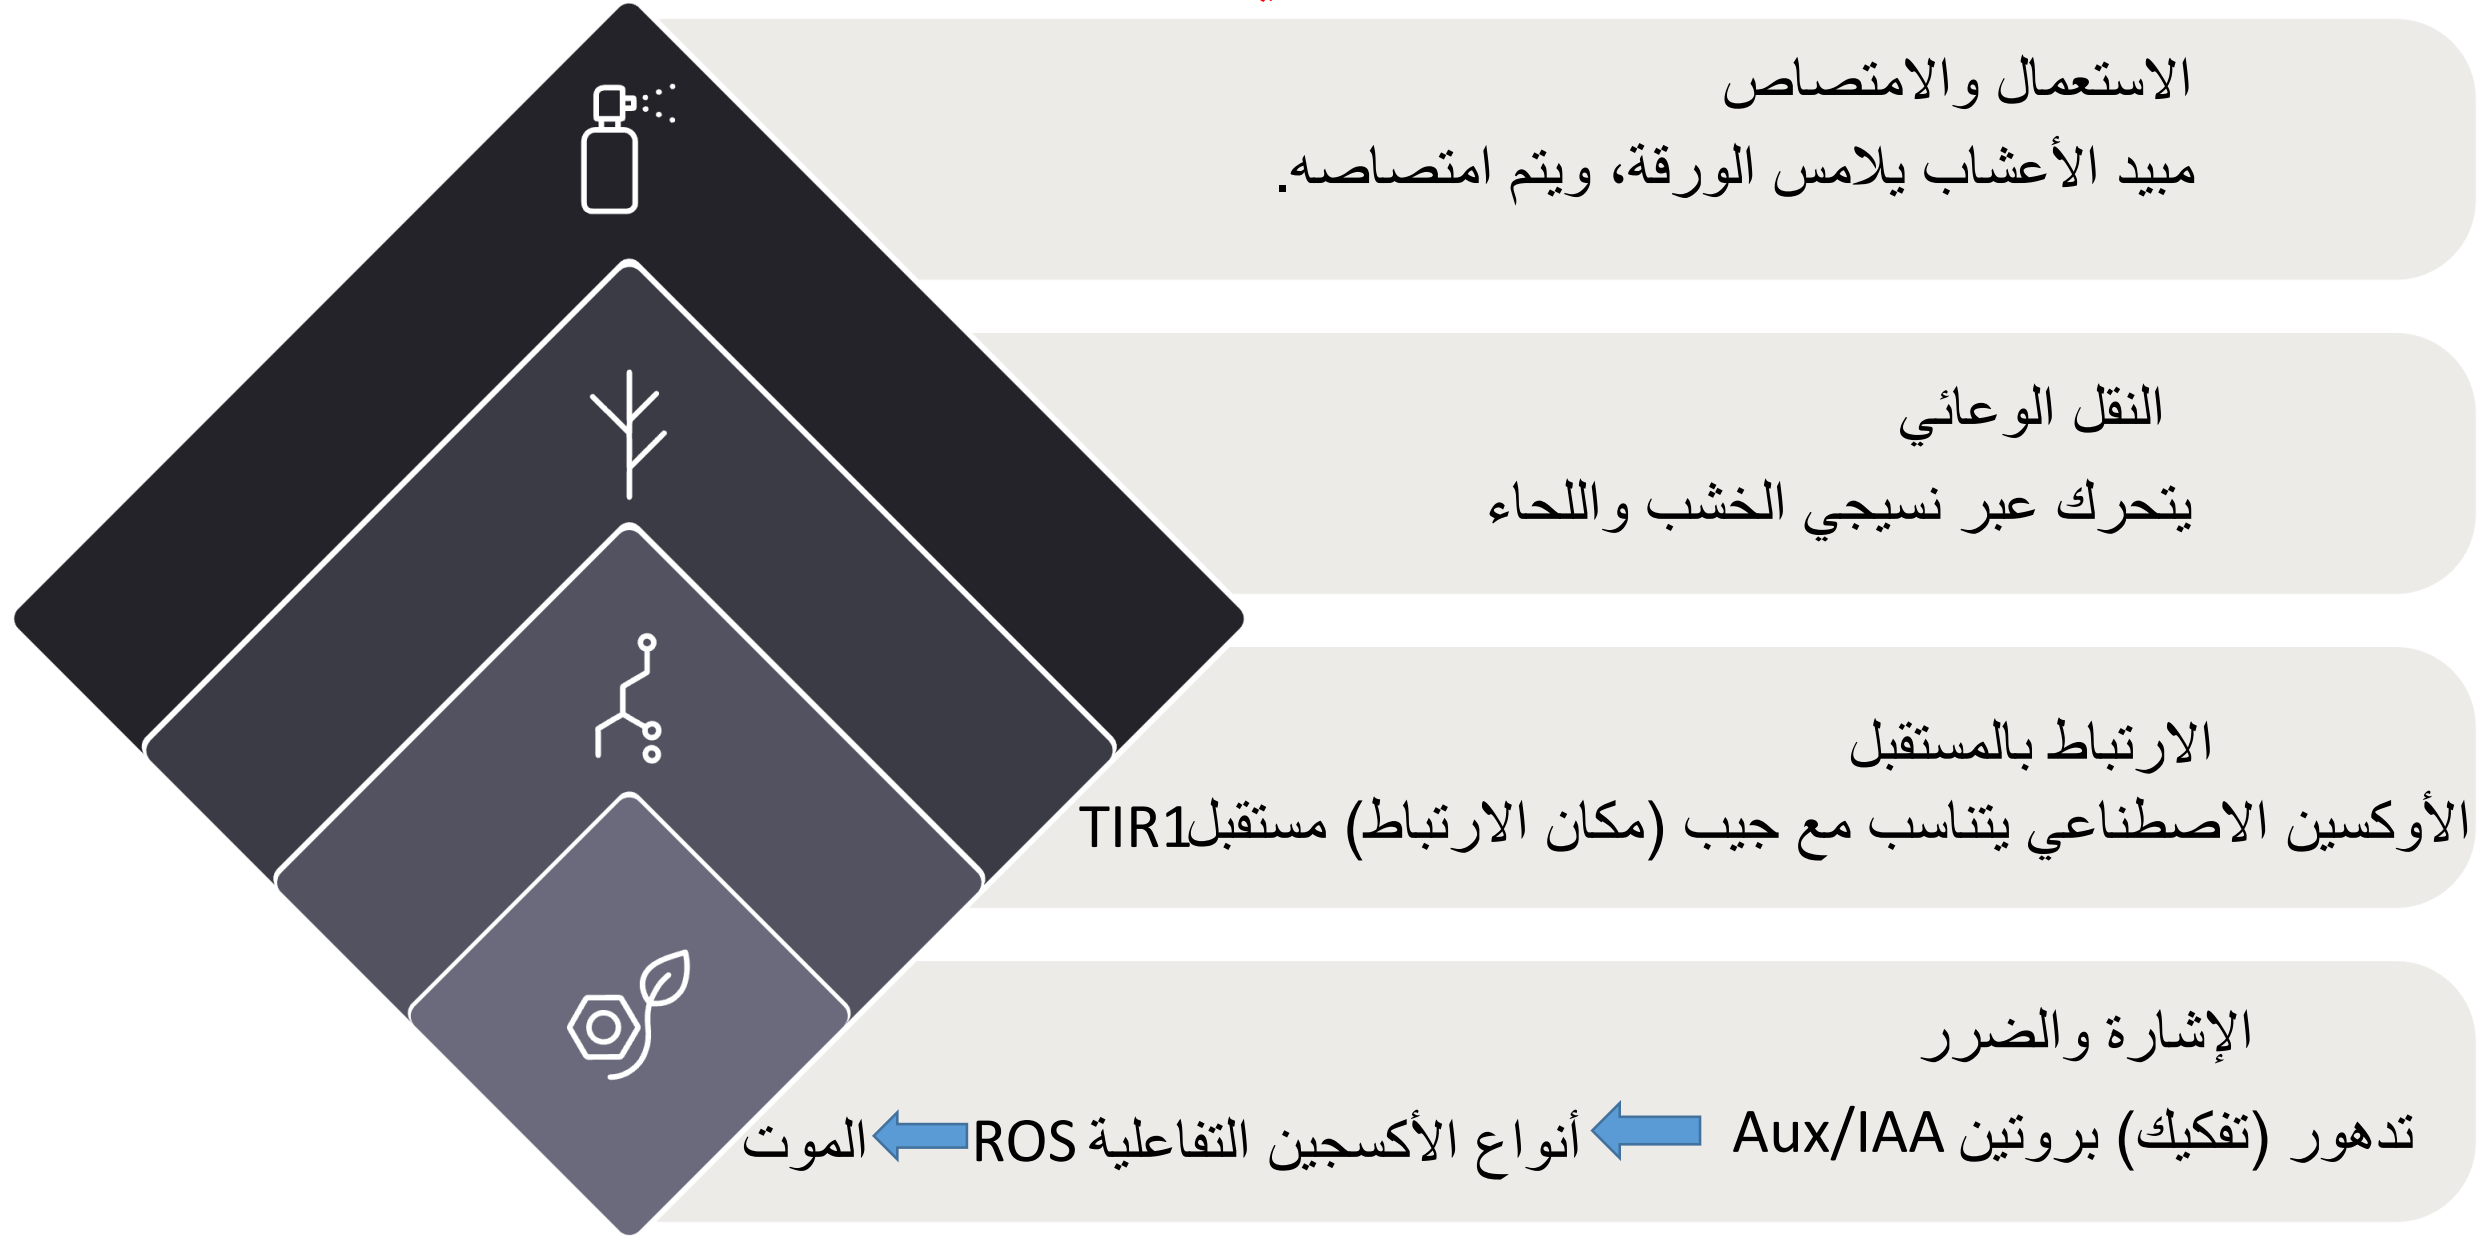 الاستعمال والامتصاص
مبيد الأعشاب يلامس الورقة، ويتم امتصاصه.
النقل الوعائي
يتحرك عبر نسيجي الخشب واللحاء
الارتباط بالمستقبل
الأوكسين الاصطناعي يتناسب مع جيب (مكان الارتباط) مستقبلTIR1
الإشارة والضرر
تدهور (تفكيك) بروتين Aux/IAA أنواع الأكسجين التفاعلية ROS الموت